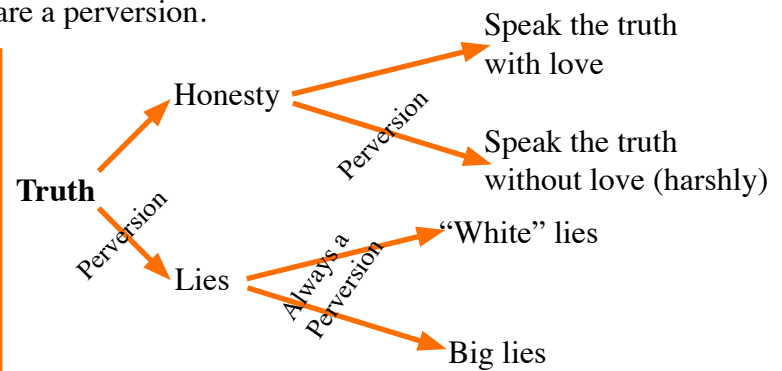 are a perversion.
Speak the truth
with love
Honesty
Perversion
Speak the truth
without love (harshly)
Truth
Perversion
“White” lies
Always a
Perversion
Lies
Big lies